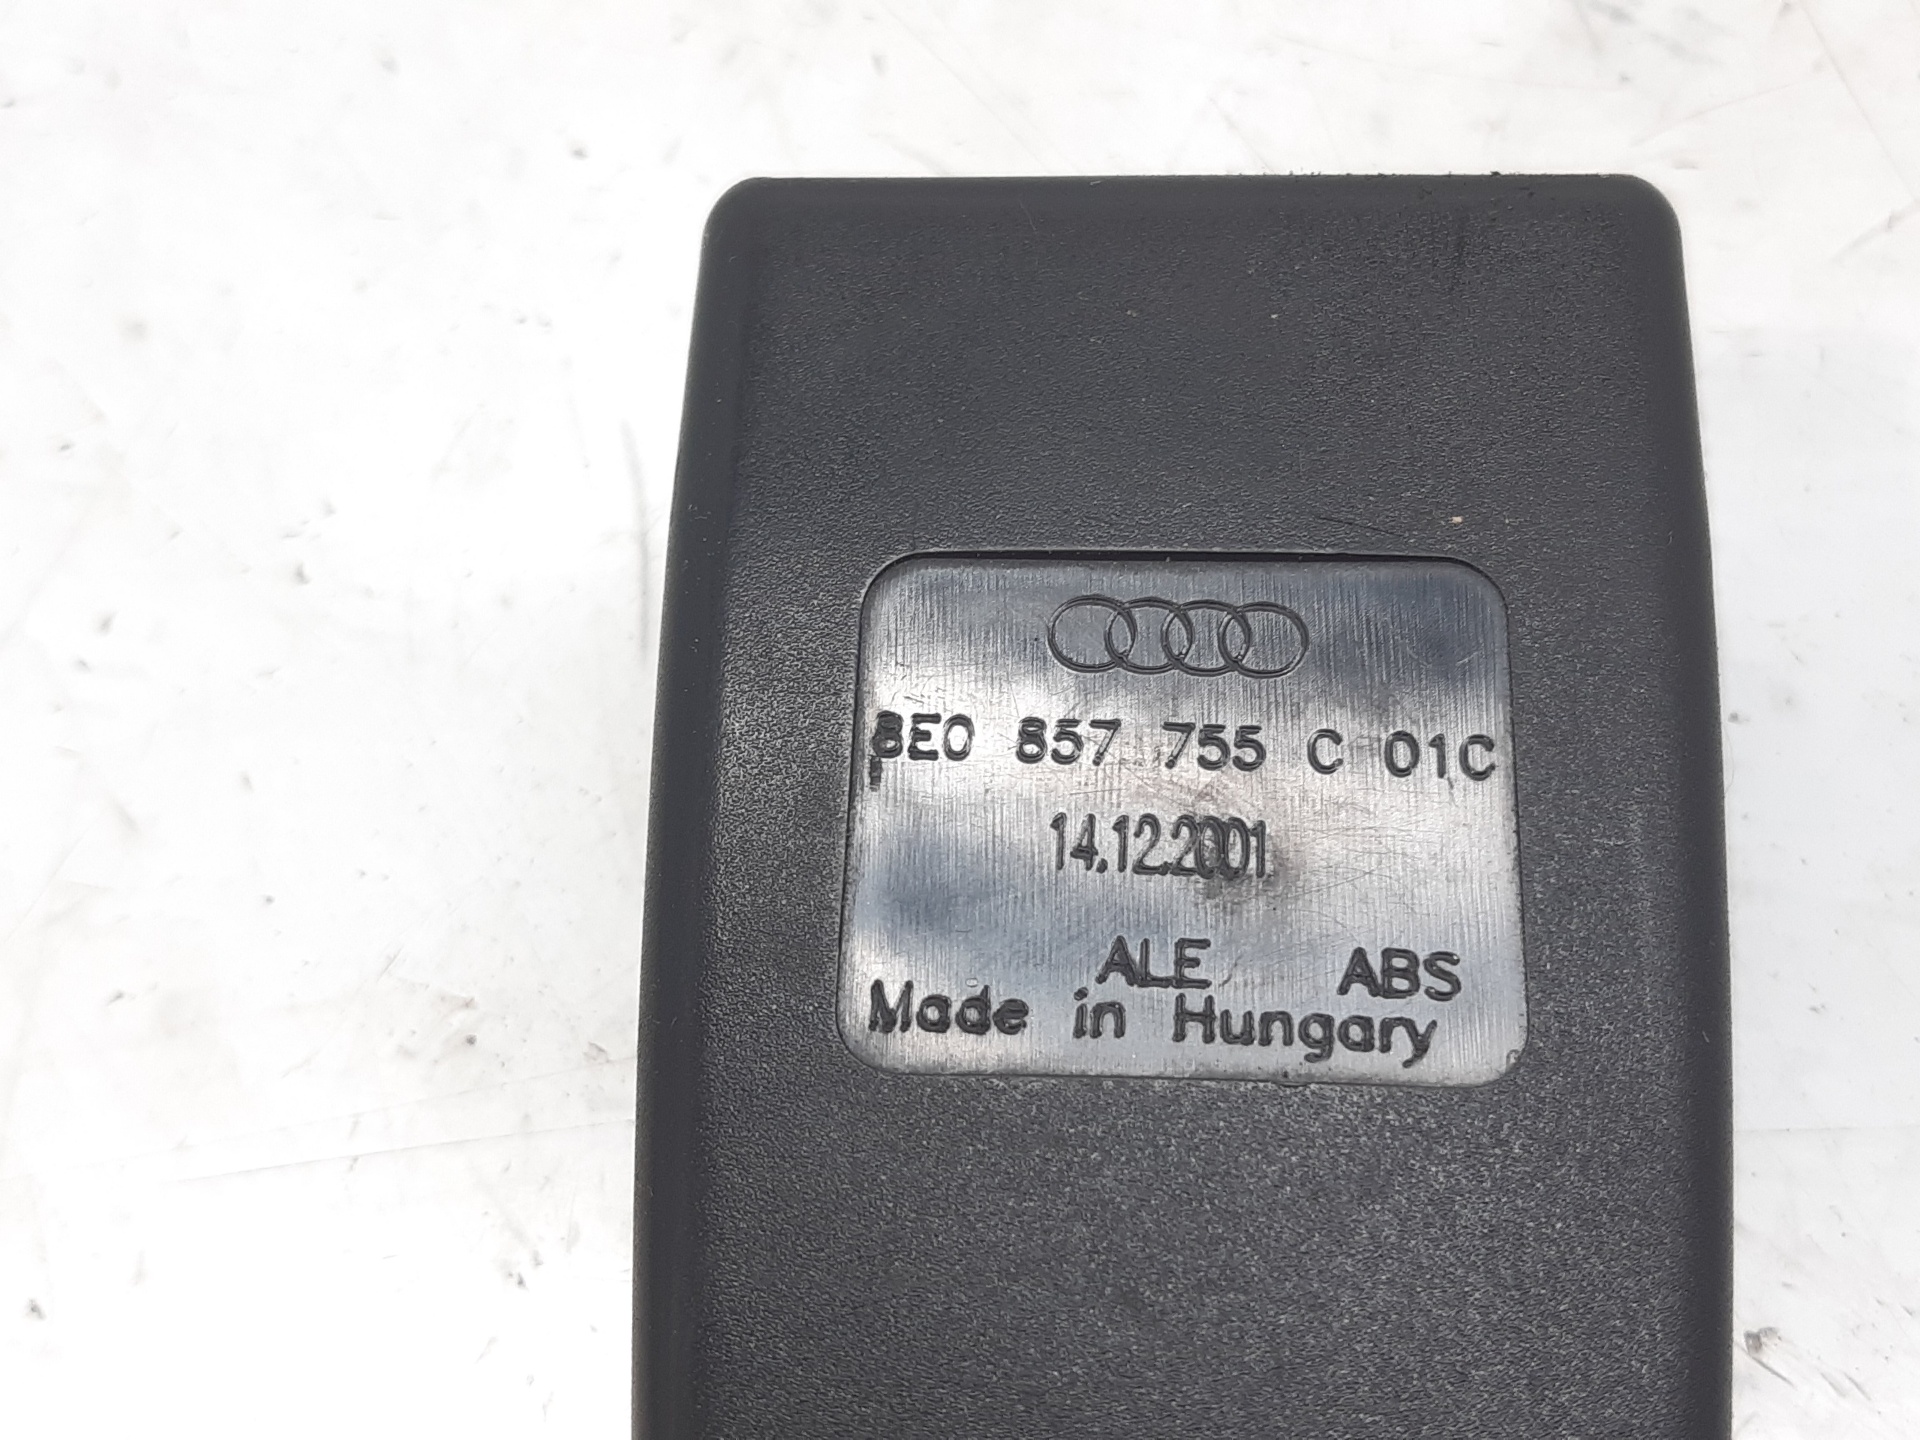 8E0 857 755 C 01C
14.12.2001
ALE ABS
Made in Hungary